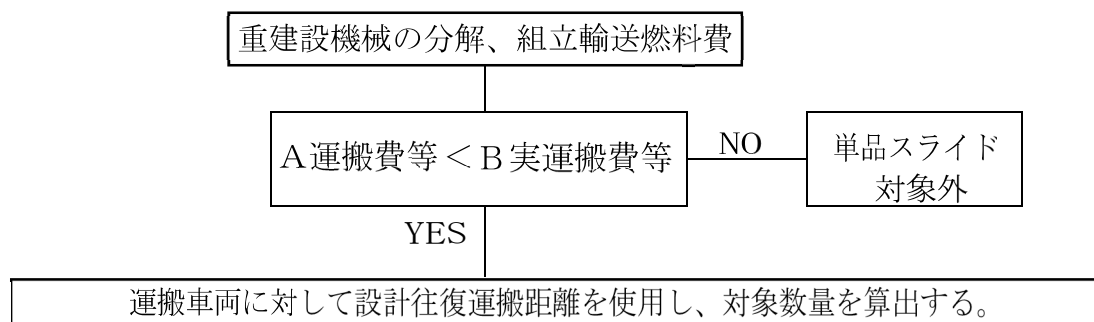 重建設機械の分解、組立輸送燃料費
A運搬費等<B実運搬費等
NO
単品スライド
対象外
YES
運搬車両に対して設計往復運搬距離を使用し、対象数量を算出する。